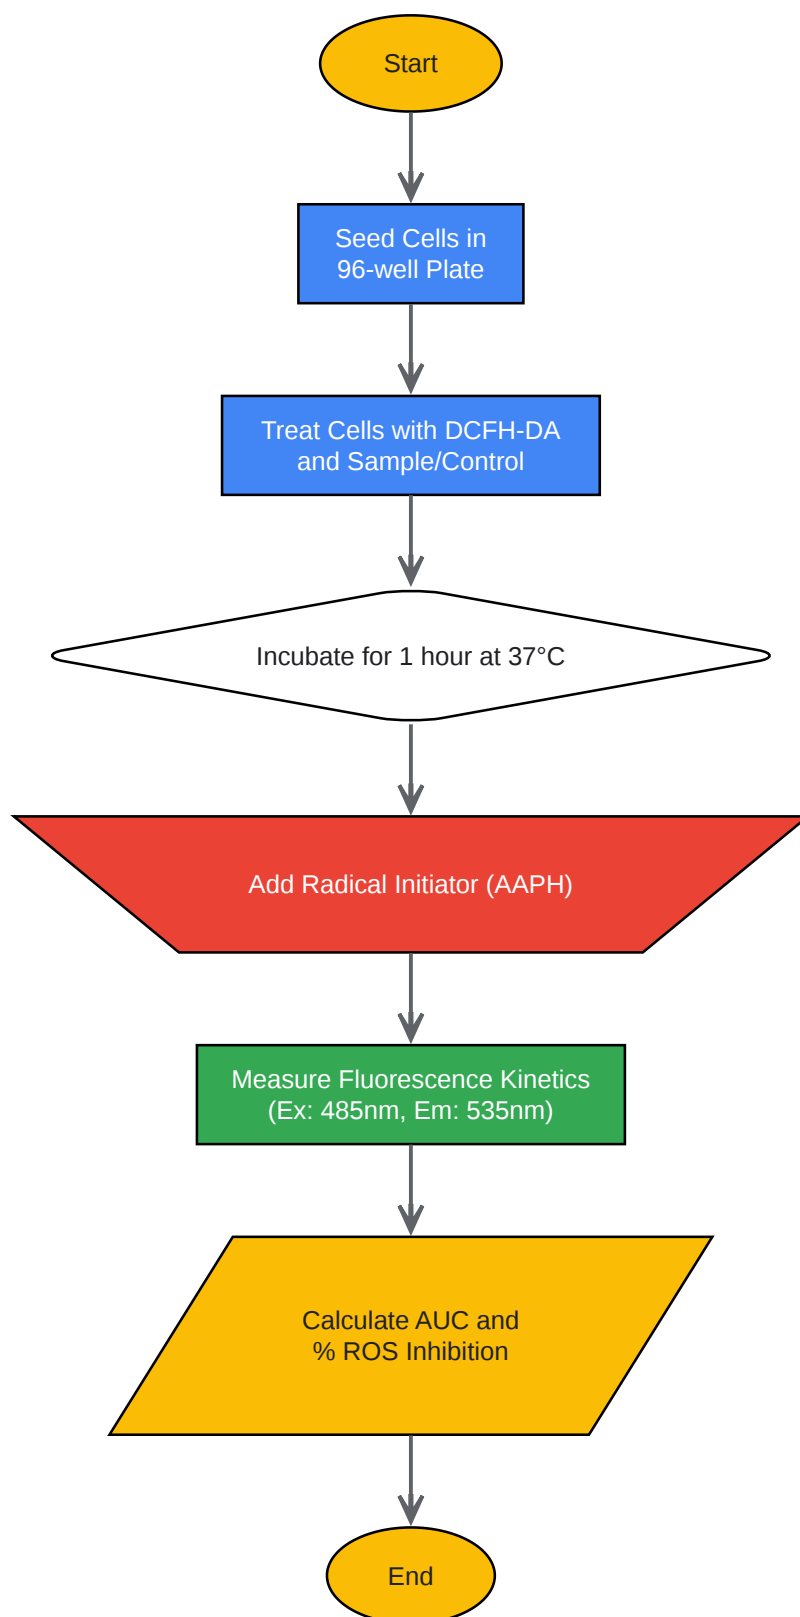 Start
Seed Cells in
96-well Plate
Treat Cells with DCFH-DA
and Sample/Control
Incubate for 1 hour at 37°C
Add Radical Initiator (AAPH)
Measure Fluorescence Kinetics
(Ex: 485nm, Em: 535nm)
Calculate AUC and
% ROS Inhibition
End